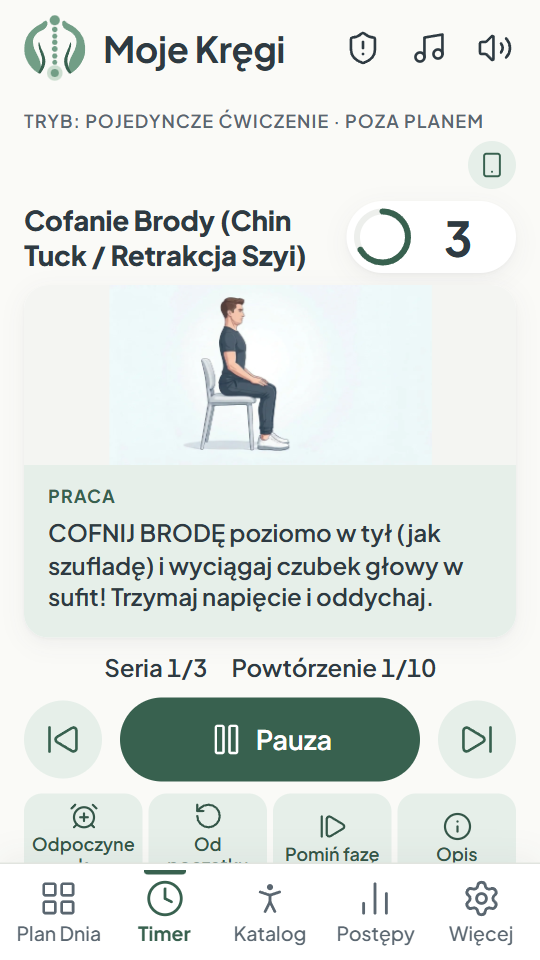 Moje Kręgi
TRYB: POJEDYNCZE ĆWICZENIE · POZA PLANEM
Cofanie Brody (Chin
Tuck / Retrakcja Szyi)
3
PRACA
COFNIJ BRODĘ poziomo w tył (jak
szufladę) i wyciągaj czubek głowy w
sufit! Trzymaj napięcie i oddychaj.
Seria 1/3 Powtórzenie 1/10
Pauza
Odpoczyne
Od
Pomiń fazę
Opis
Plan Dnia
Timer
Katalog
Postępy
Więcej